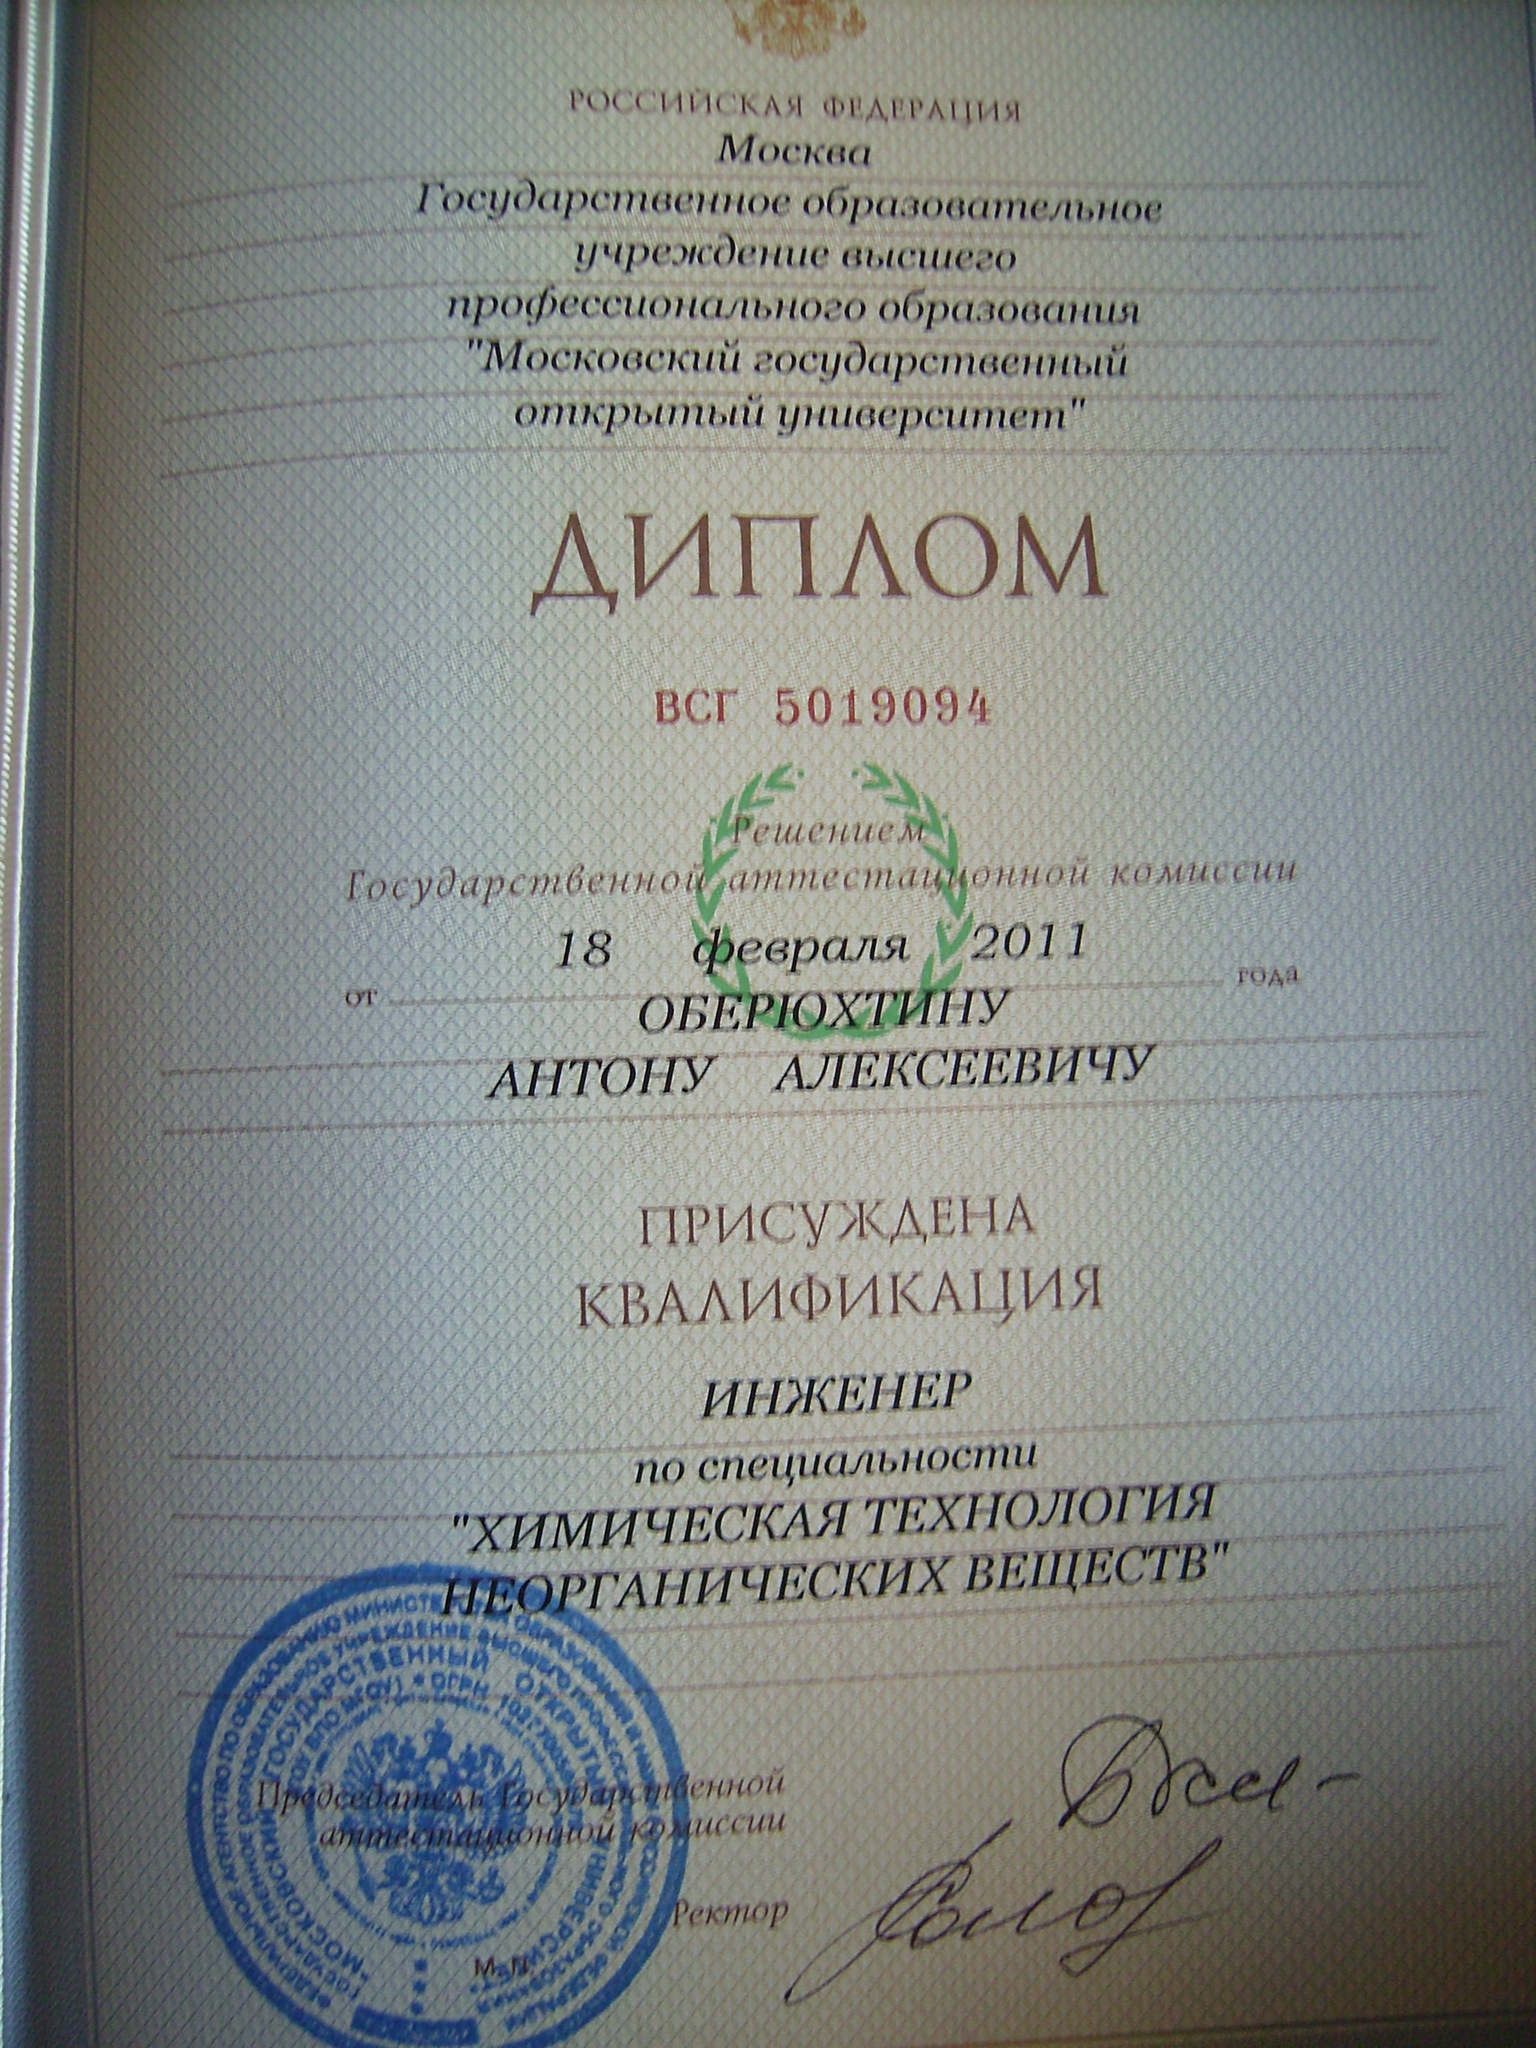 РОССИЙСКАЯ ФЕДЕРАЦИЯ
Москва
Государственное образовательное
учреждение высшего
профессионального образования
"Московский государственный
открытый университет"
ДИПЛОМ
ВСГ 5019094
Решением
Государственной аттестационной комиссии
от 18 февраля 2011 года
ОБЕРЮХТИНУ
АНТОНУ АЛЕКСЕЕВИЧУ
ПРИСУЖДЕНА
КВАЛИФИКАЦИЯ
ИНЖЕНЕР
по специальности
"ХИМИЧЕСКАЯ ТЕХНОЛОГИЯ
НЕОРГАНИЧЕСКИХ ВЕЩЕСТВ"
Председатель Государственной
аттестационной комиссии
Ректор
М.П.